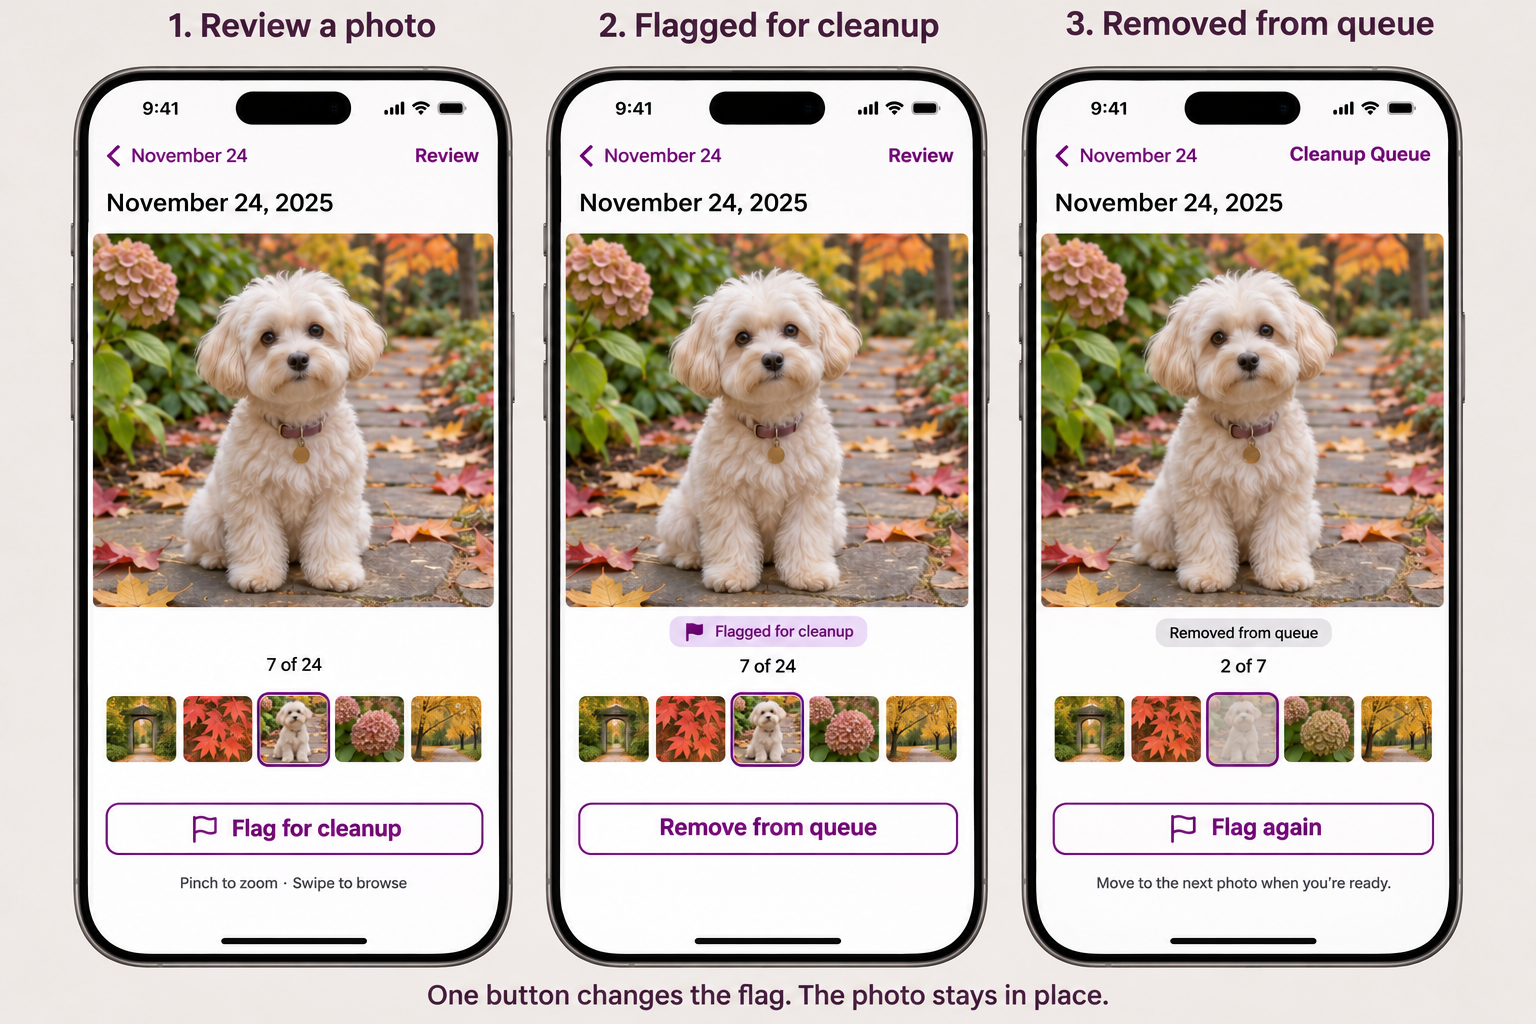 1. Review a photo
9:41
November 24
Review
November 24, 2025
7 of 24
Flag for cleanup
Pinch to zoom · Swipe to browse
2. Flagged for cleanup
9:41
November 24
Review
November 24, 2025
Flagged for cleanup
7 of 24
Remove from queue
3. Removed from queue
9:41
November 24
Cleanup Queue
November 24, 2025
Removed from queue
2 of 7
Flag again
Move to the next photo when you're ready.
One button changes the flag. The photo stays in place.